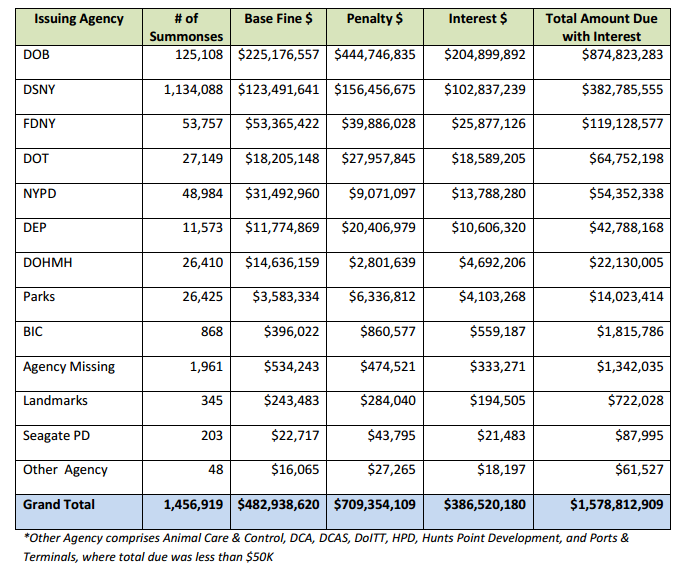 Issuing Agency # of Summonses Base Fine $ Penalty $ Interest $ Total Amount Due with Interest
DOB 125,108 $225,176,557 $444,746,835 $204,899,892 $874,823,283
DSNY 1,134,088 $123,491,641 $156,456,675 $102,837,239 $382,785,555
FDNY 53,757 $53,365,422 $39,886,028 $25,877,126 $119,128,577
DOT 27,149 $18,205,148 $27,957,845 $18,589,205 $64,752,198
NYPD 48,984 $31,492,960 $9,071,097 $13,788,280 $54,352,338
DEP 11,573 $11,774,869 $20,406,979 $10,606,320 $42,788,168
DOHMH 26,410 $14,636,159 $2,801,639 $4,692,206 $22,130,005
Parks 26,425 $3,583,334 $6,336,812 $4,103,268 $14,023,414
BIC 868 $396,022 $860,577 $559,187 $1,815,786
Agency Missing 1,961 $534,243 $474,521 $333,271 $1,342,035
Landmarks 345 $243,483 $284,040 $194,505 $722,028
Seagate PD 203 $22,717 $43,795 $21,483 $87,995
Other Agency 48 $16,065 $27,265 $18,197 $61,527
Grand Total 1,456,919 $482,938,620 $709,354,109 $386,520,180 $1,578,812,909
*Other Agency comprises Animal Care & Control, DCA, DCAS, DoITT, HPD, Hunts Point Development, and Ports &
Terminals, where total due was less than $50K